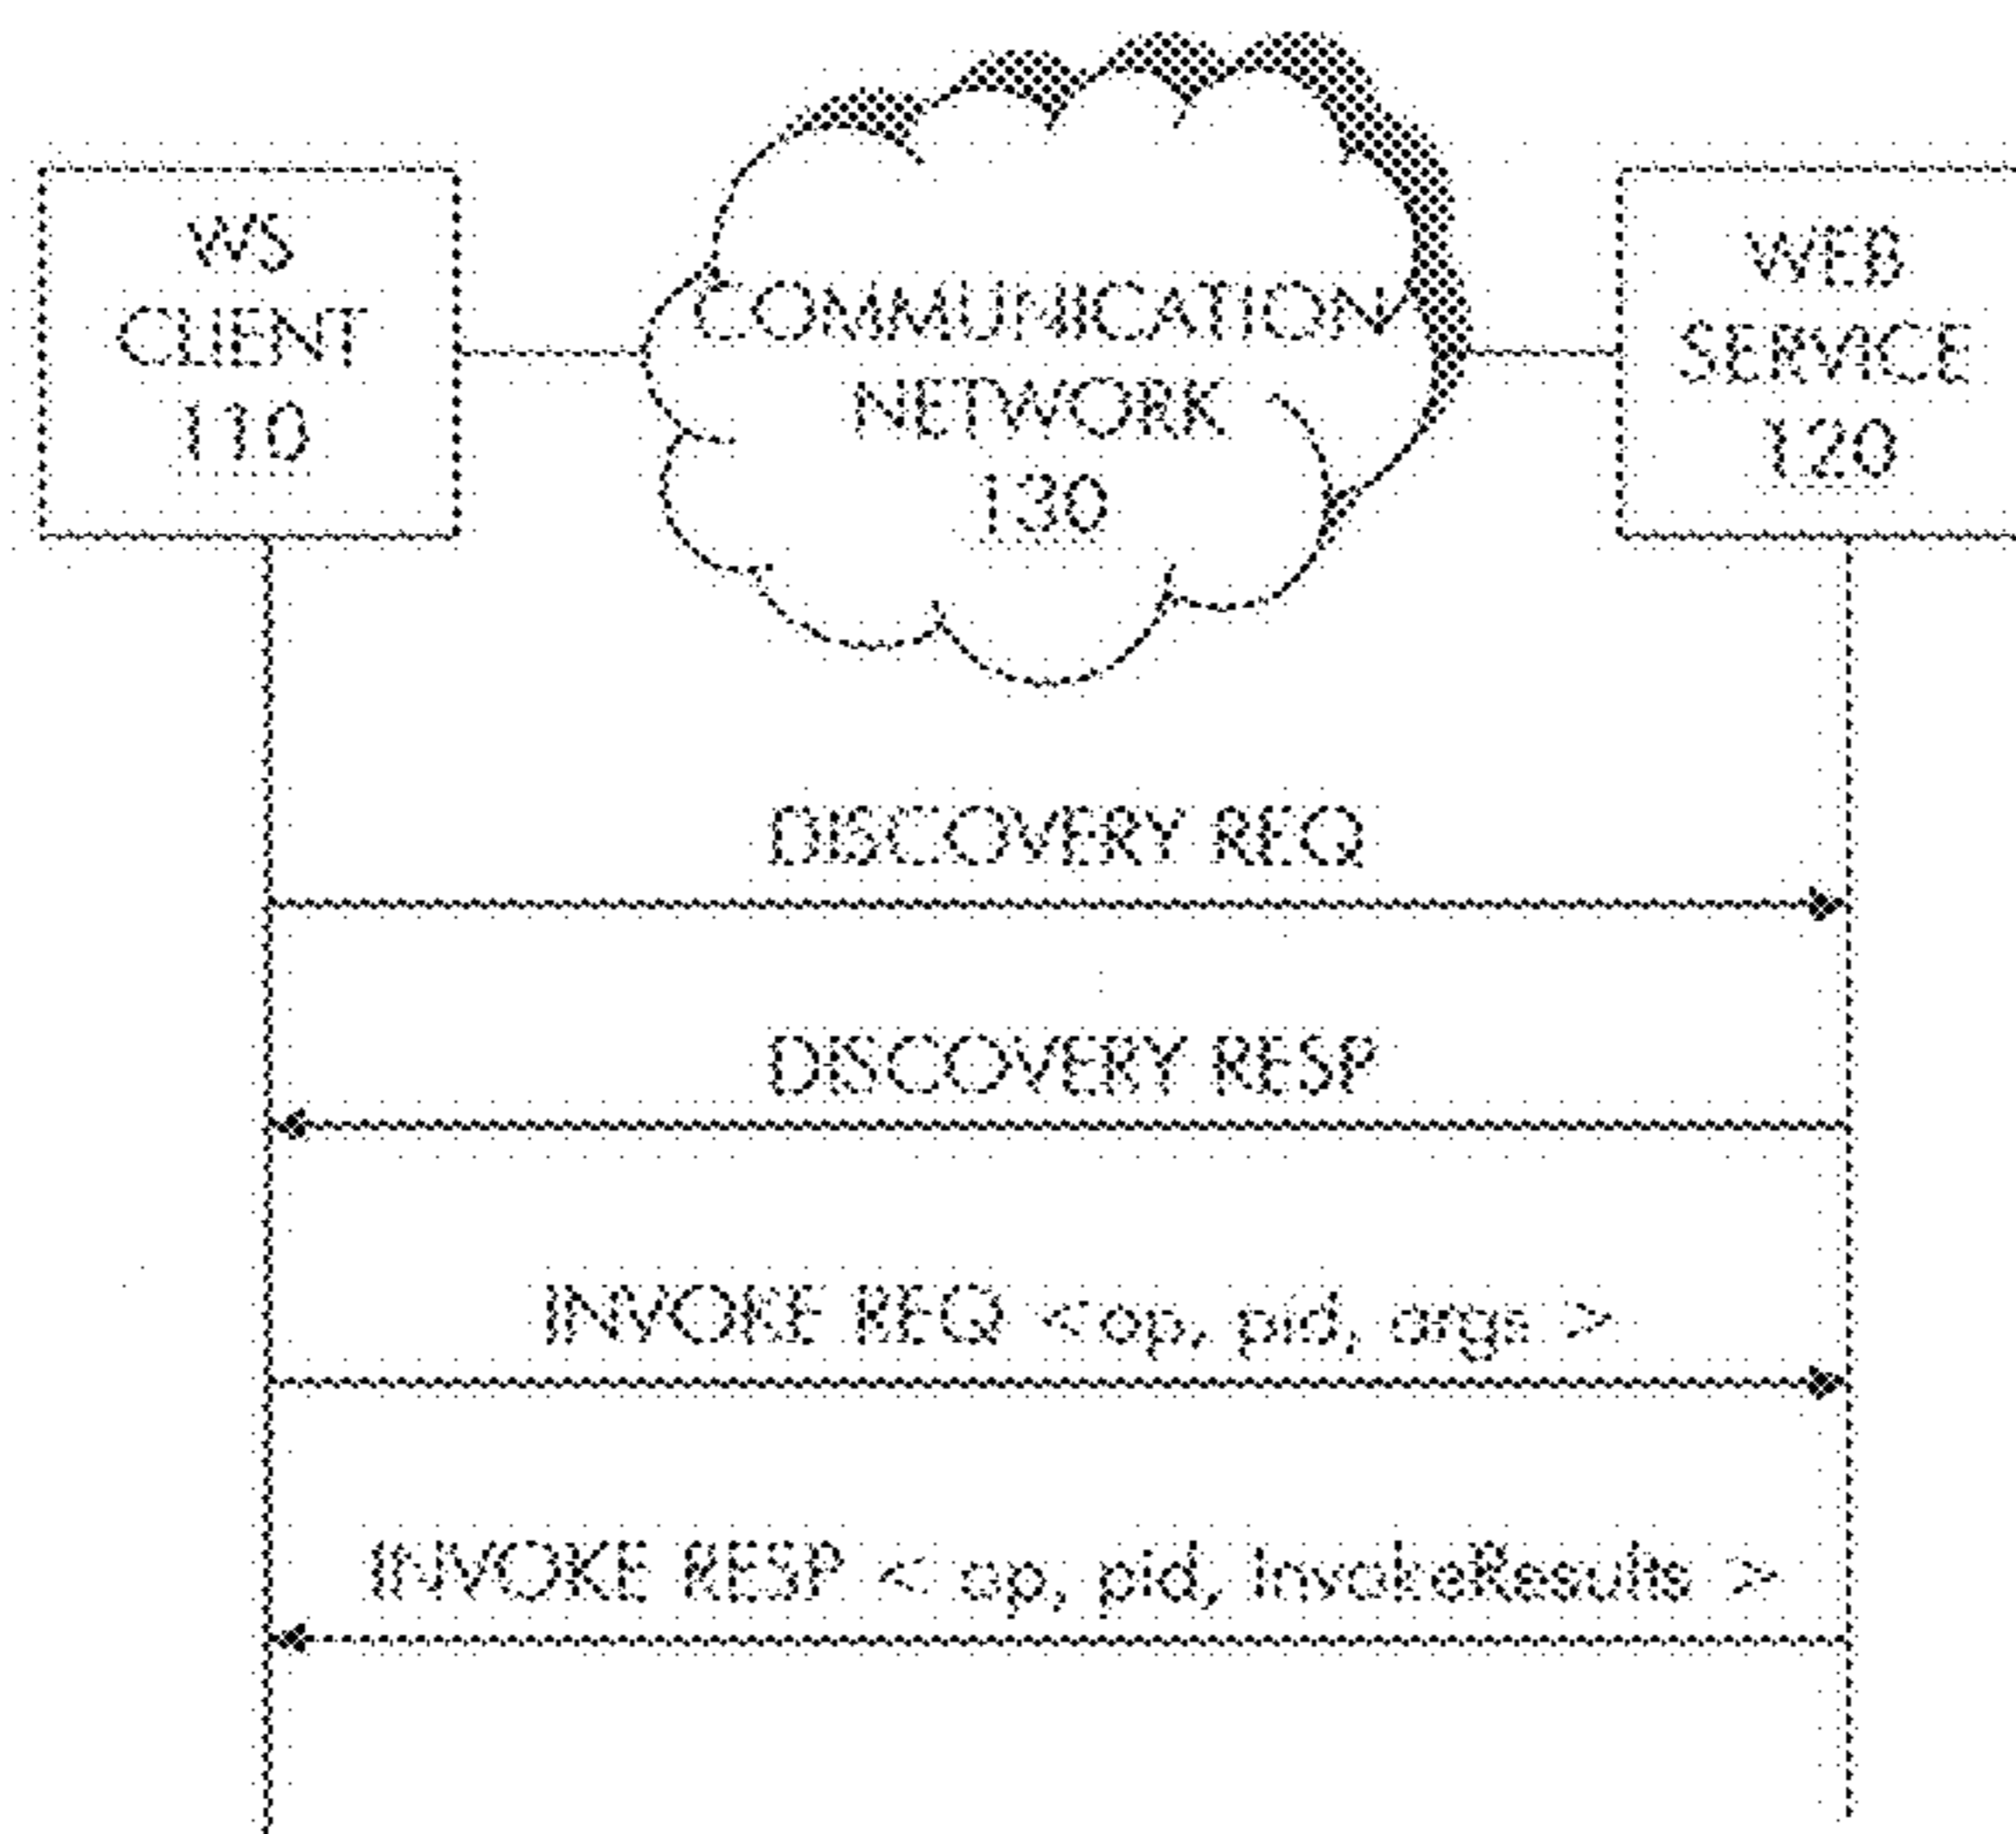 WS
CLIENT
110
COMMUNICATION
NETWORK
130
WEB
SERVICE
120
DISCOVERY REQ
DISCOVERY RESP
INVOKE REQ < op, pid, args >
INVOKE RESP < op, pid, invokeResults >